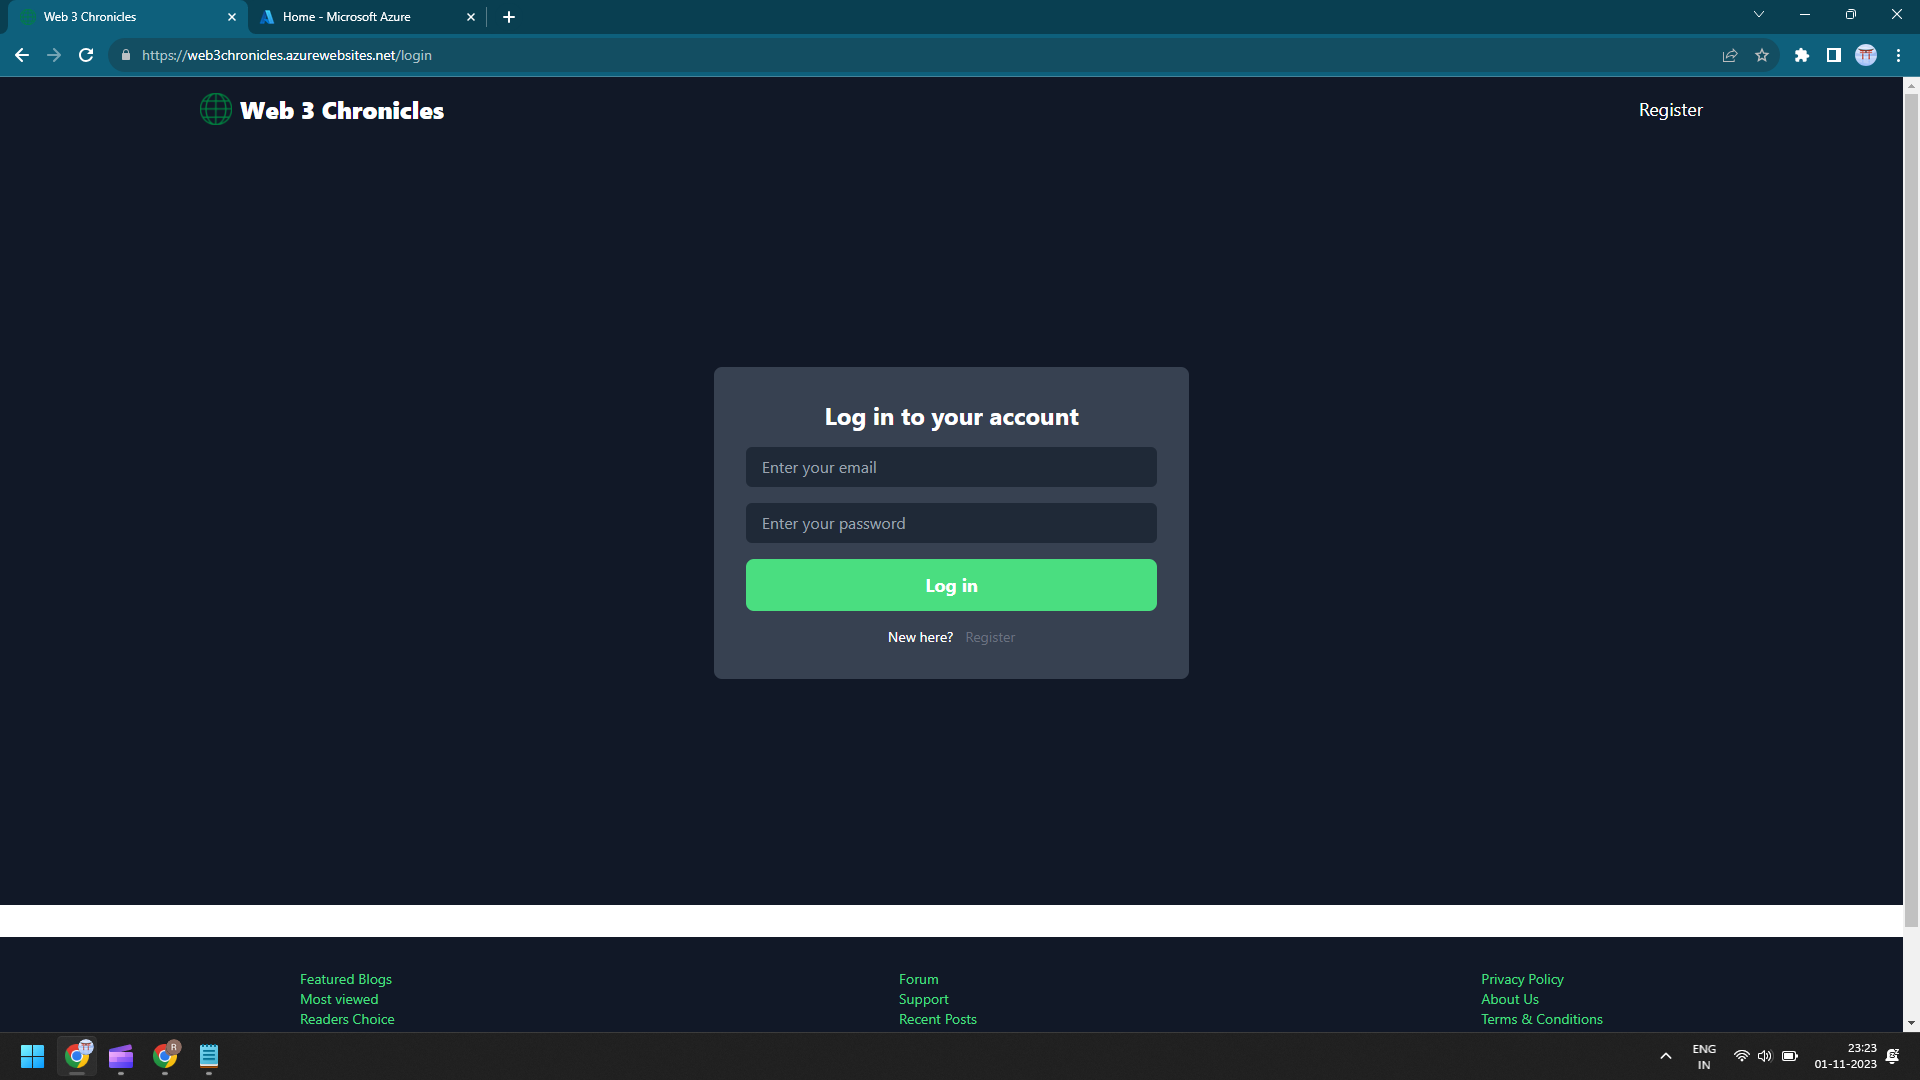 Web 3 Chronicles
Home - Microsoft Azure
https://web3chronicles.azurewebsites.net/login
Web 3 Chronicles
Register
Log in to your account
Enter your email
Enter your password
Log in
New here? Register
Featured Blogs
Most viewed
Readers Choice
Forum
Support
Recent Posts
Privacy Policy
About Us
Terms & Conditions
R
ENG
IN
23:23
01-11-2023